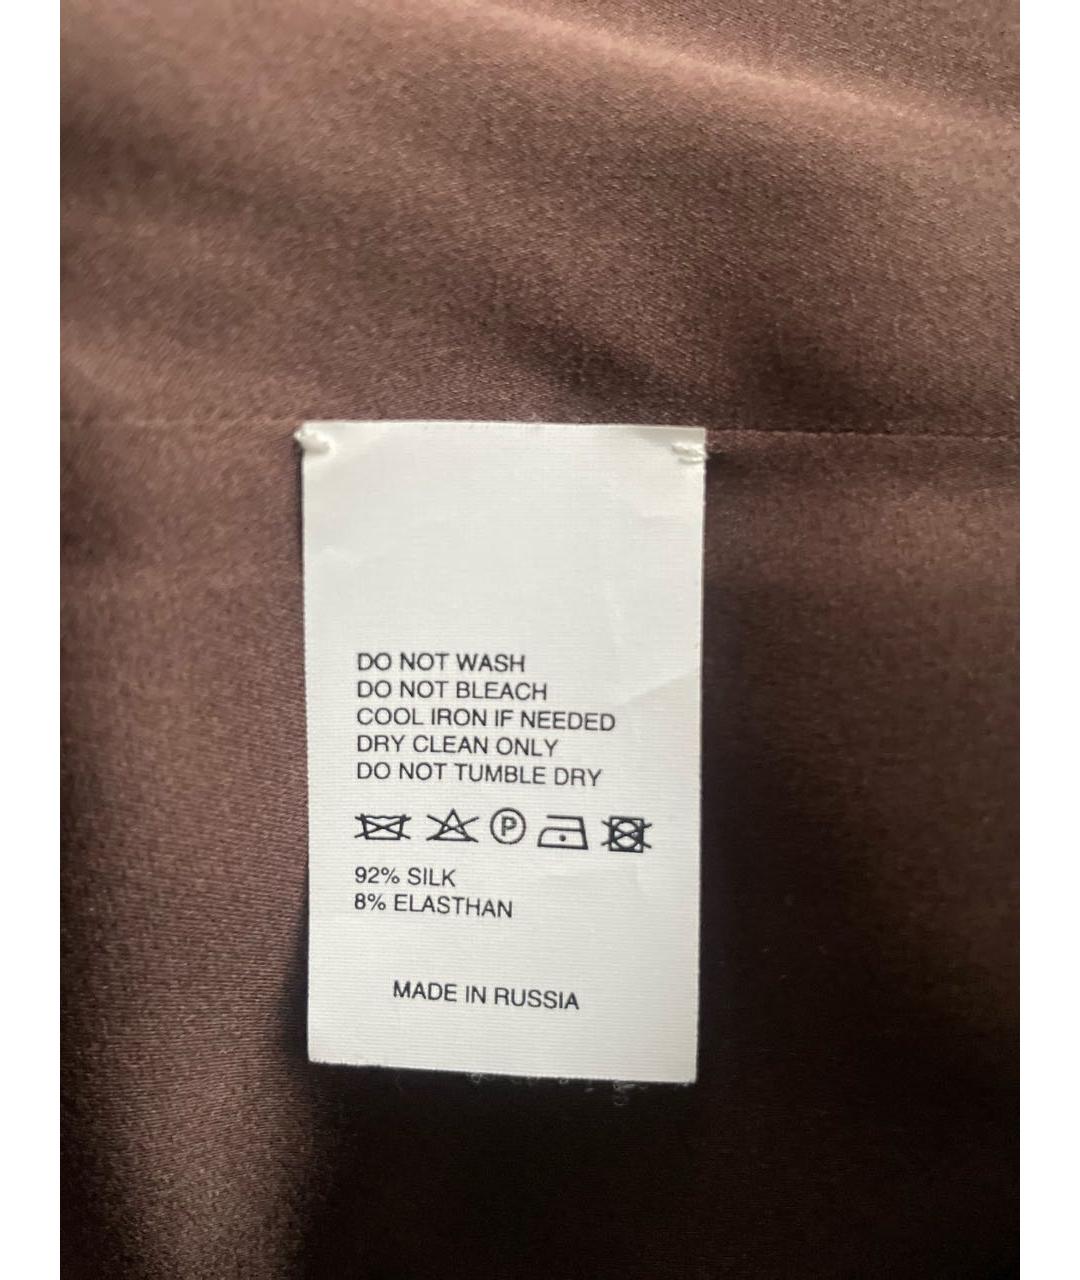 DO NOT WASH
DO NOT BLEACH
COOL IRON IF NEEDED
DRY CLEAN ONLY
DO NOT TUMBLE DRY
P
92% SILK
8% ELASTHAN
MADE IN RUSSIA